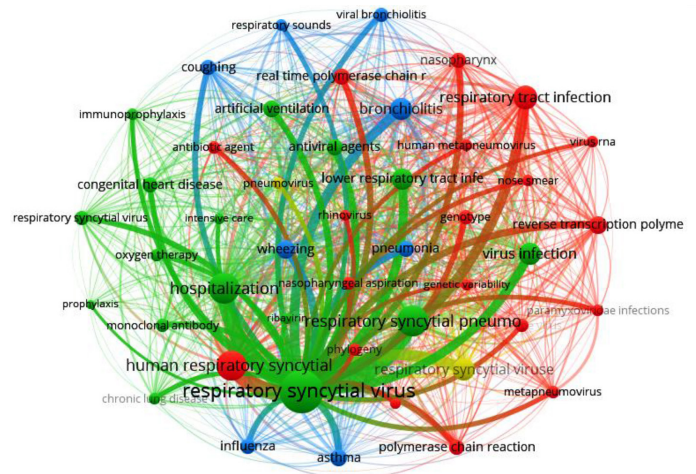 viral bronchiolitis
respiratory sounds
nasopharynx
coughing
real time polymerase chain r
respiratory tract infection
artificial ventilation
bronchiolitis
immunoprophylaxis
virus rna
antibiotic agent
antiviral agents
human metapneumovirus
congenital heart disease
pneumovirus
lower respiratory tract infe
nose smear
respiratory syncytial virus
intensive care
rhinovirus
genotype
reverse transcription polyme
wheezing
pneumonia
oxygen therapy
virus infection
hospitalization
nasopharyngeal aspiration
genetic variability
prophylaxis
paramyxoviridae infections
monoclonal antibody
ribavirin
respiratory syncytial pneumo
phylogeny
human respiratory syncytial
respiratory syncytial viruse
respiratory syncytial virus
metapneumovirus
chronic lung disease
influenza
asthma
polymerase chain reaction